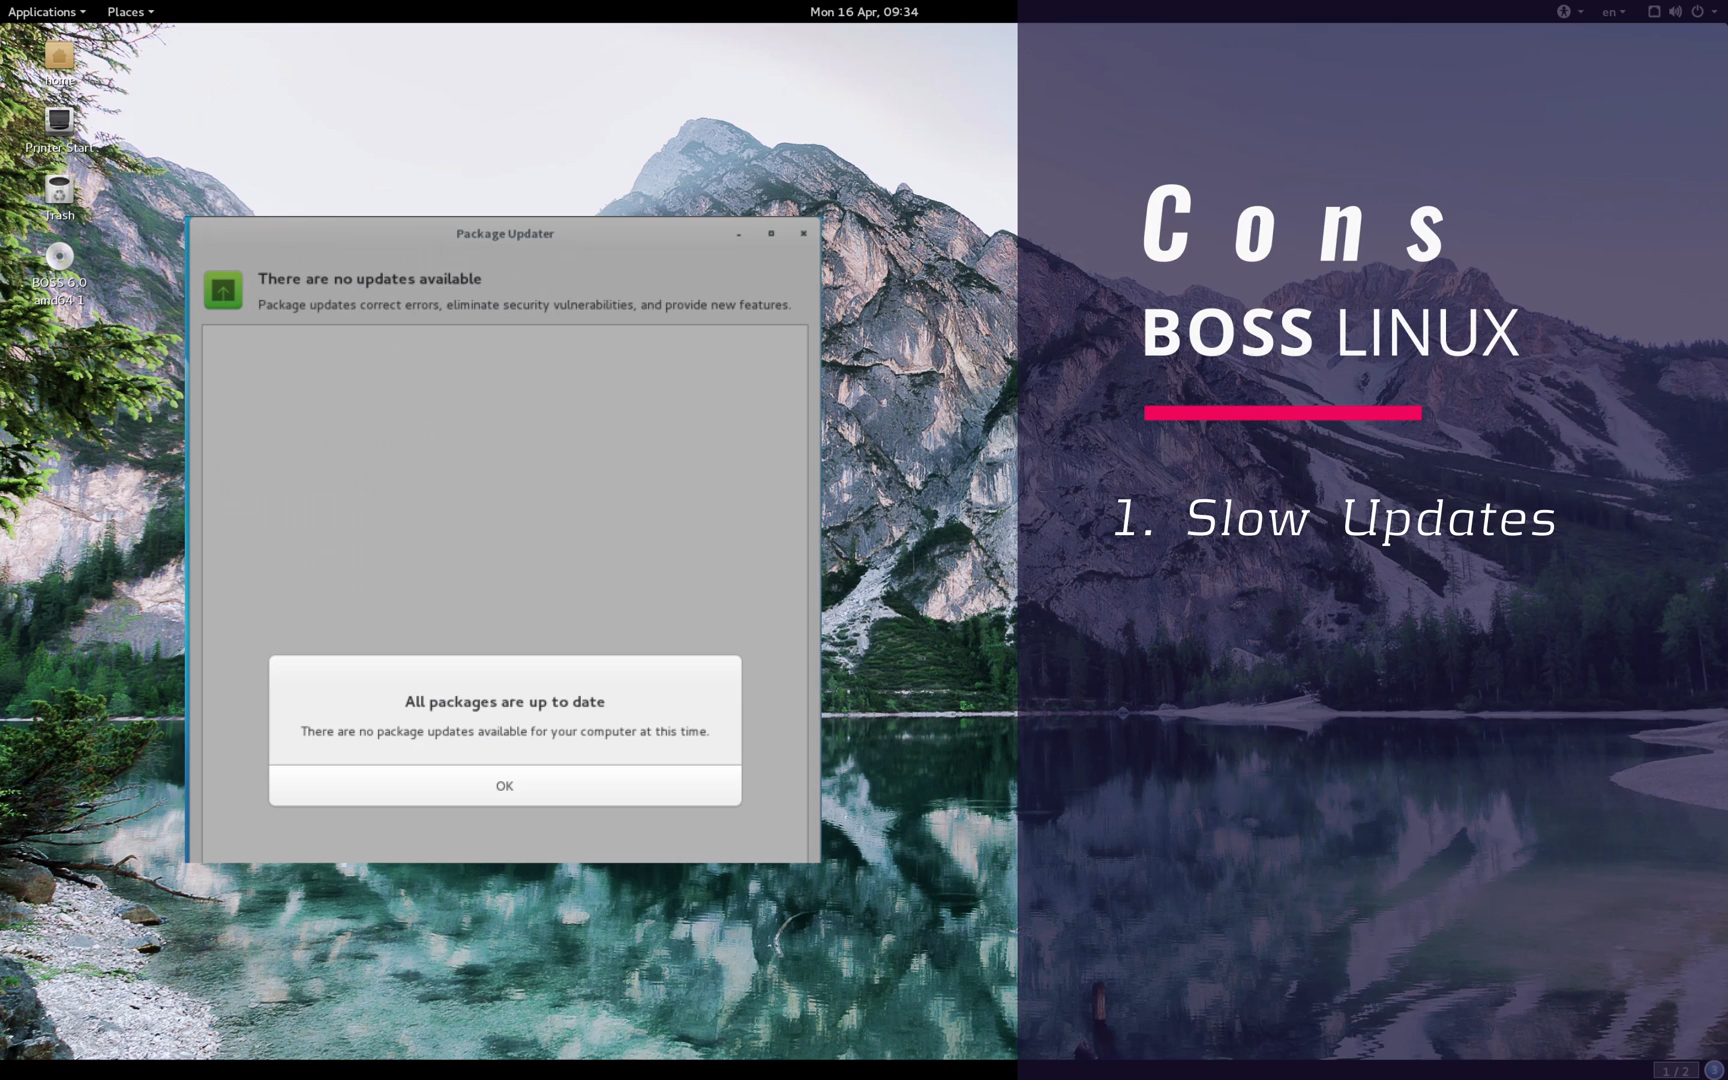 Applications
Places
Mon 16 Apr, 09:34
en
home
Printer Start
Trash
BOSS 6.0
amd64 1
Package Updater
There are no updates available
Package updates correct errors, eliminate security vulnerabilities, and provide new features.
All packages are up to date
There are no package updates available for your computer at this time.
OK
Cons
BOSS LINUX
1. Slow Updates
1 / 2